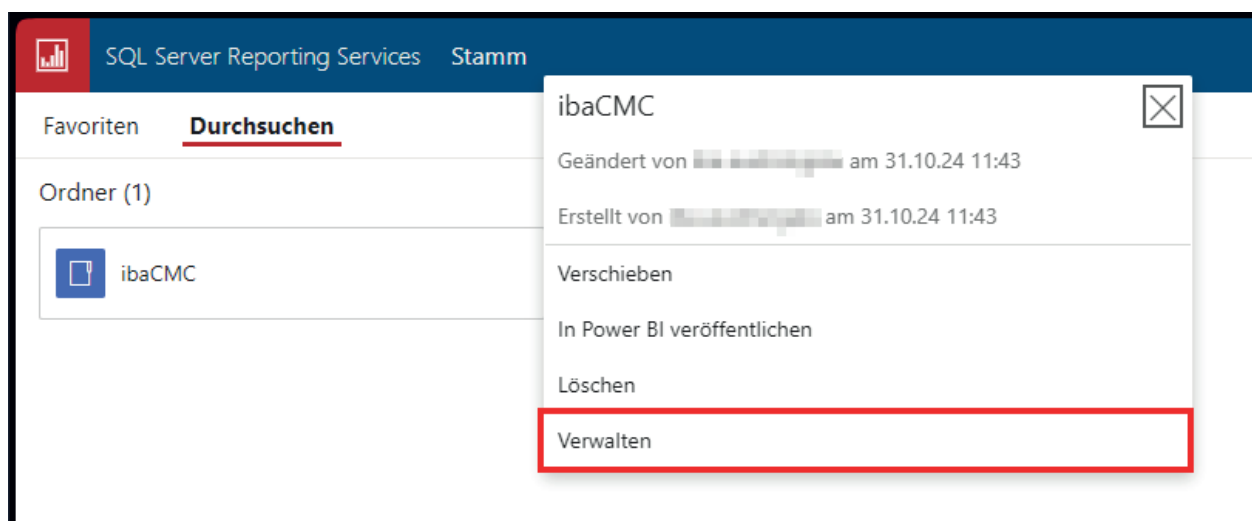 SQL Server Reporting Services Stamm
Favoriten Durchsuchen
Ordner (1)
ibaCMC
ibaCMC
Geändert von am 31.10.24 11:43
Erstellt von am 31.10.24 11:43
Verschieben
In Power BI veröffentlichen
Löschen
Verwalten